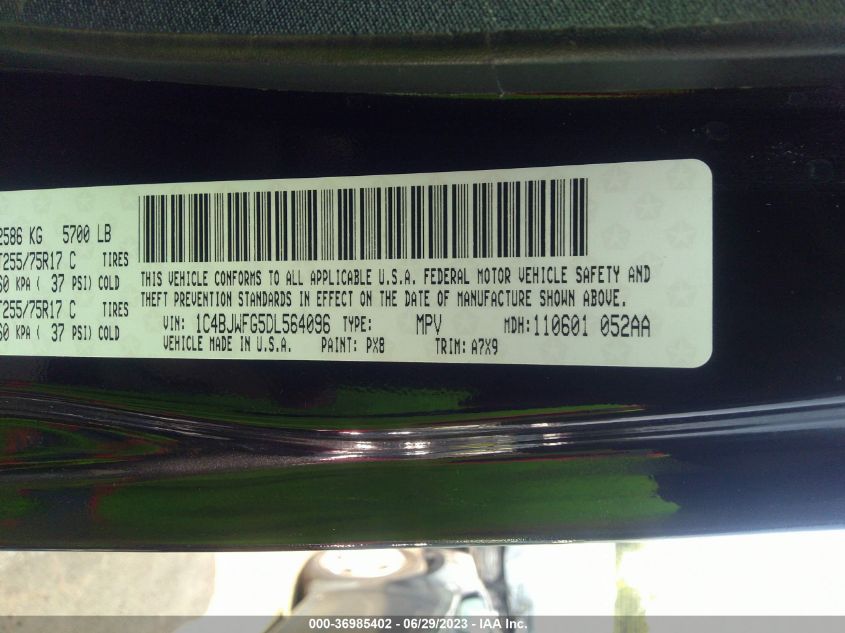 2586 KG 5700 LB
255/75R17 C TIRES
KPA ( 37 PSI) COLD
255/75R17 C TIRES
KPA ( 37 PSI) COLD
THIS VEHICLE CONFORMS TO ALL APPLICABLE U.S.A. FEDERAL MOTOR VEHICLE SAFETY AND
THEFT PREVENTION STANDARDS IN EFFECT ON THE DATE OF MANUFACTURE SHOWN ABOVE.
VIN: 1C4BJWFG5DL564096 TYPE: MPV MDH: 110601 052AA
VEHICLE MADE IN U.S.A. PAINT: PX8 TRIM: A7X9
000-36985402 - 06/29/2023 - Copyright © IAA, Inc.